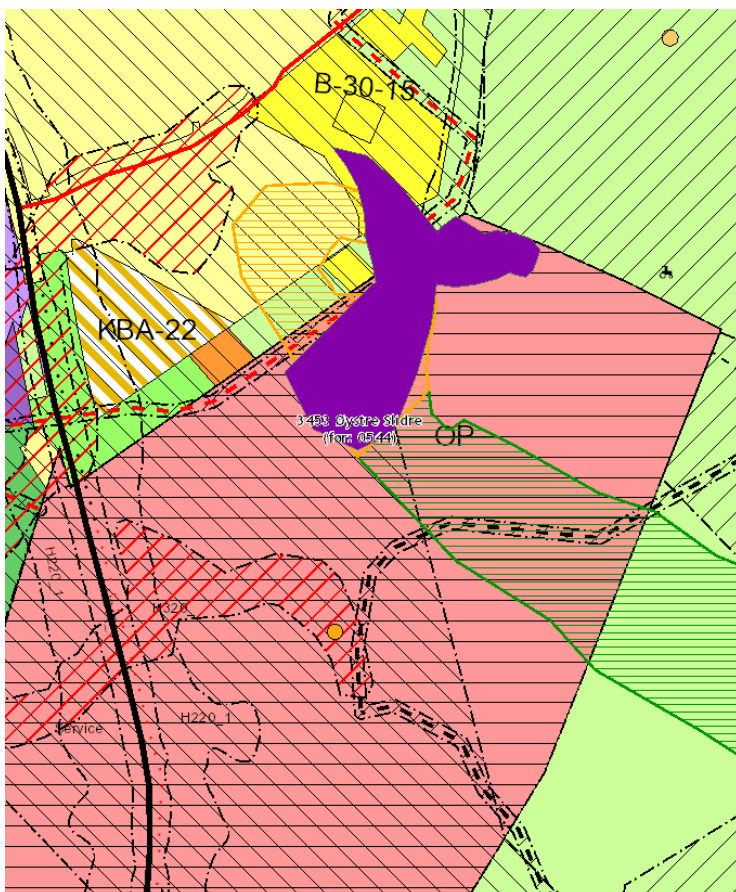 B-30-15
KBA-22
3453 Øystre Slidre
(før: 0544)
OP
H220_1
H320
H220_1
Service